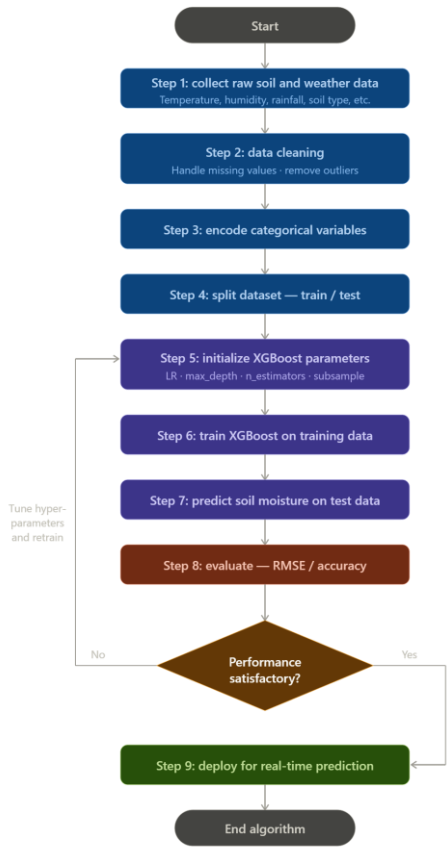 Start
Step 1: collect raw soil and weather data
Temperature, humidity, rainfall, soil type, etc.
Step 2: data cleaning
Handle missing values · remove outliers
Step 3: encode categorical variables
Step 4: split dataset — train / test
Step 5: initialize XGBoost parameters
LR · max_depth · n_estimators · subsample
Step 6: train XGBoost on training data
Step 7: predict soil moisture on test data
Tune hyper-
parameters
and retrain
Step 8: evaluate — RMSE / accuracy
No
Performance
satisfactory?
Yes
Step 9: deploy for real-time prediction
End algorithm